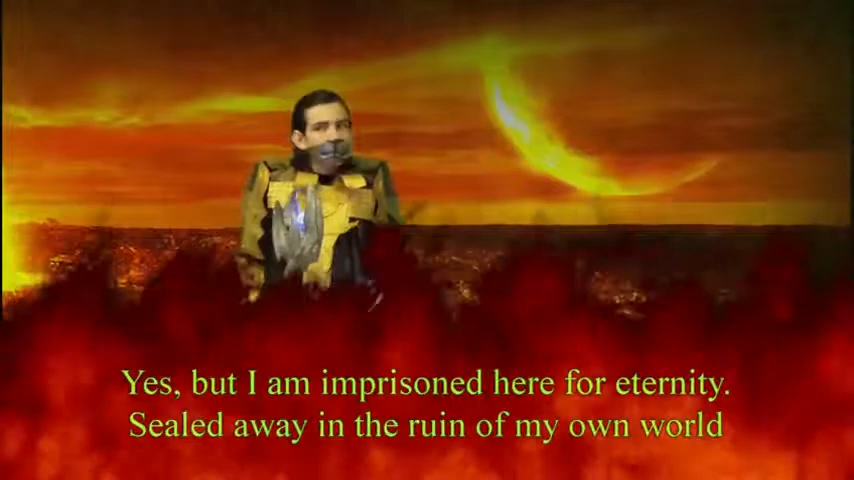 Yes, but I am imprisoned here for eternity.
Sealed away in the ruin of my own world